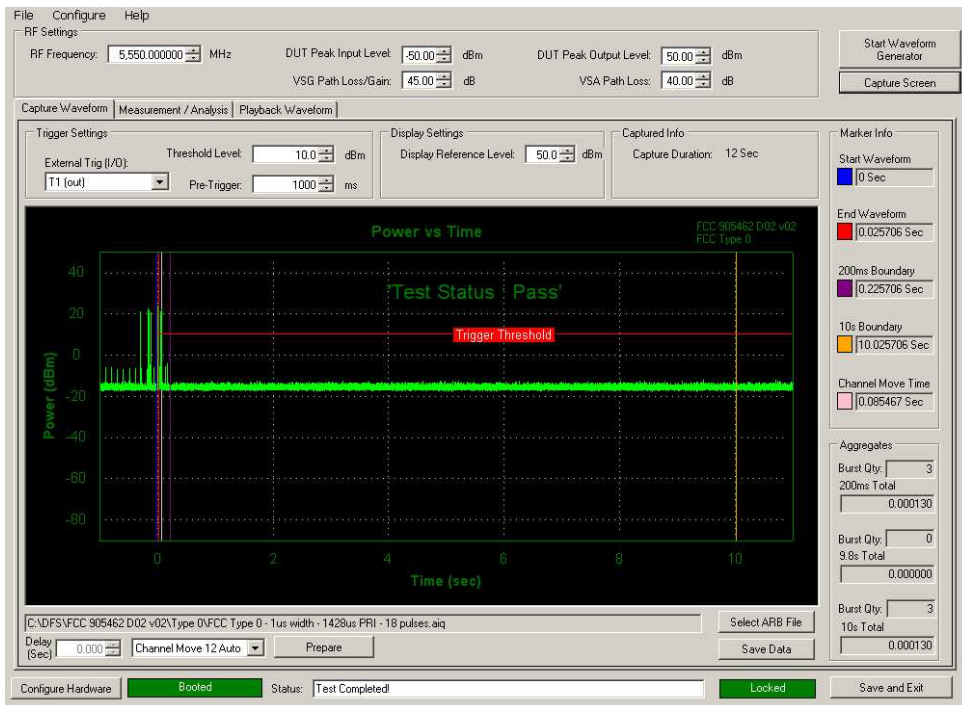 File Configure Help
RF Settings
RF Frequency: 5,550.000000 MHz
DUT Peak Input Level: -50.00 dBm
DUT Peak Output Level: 50.00 dBm
VSG Path Loss/Gain: 45.00 dB
VSA Path Loss: 40.00 dB
Start Waveform
Generator
Capture Screen
Capture Waveform Measurement / Analysis Playback Waveform
Trigger Settings
External Trig (I/O):
T1 (out)
Threshold Level: 10.0 dBm
Pre-Trigger: 1000 ms
Display Settings
Display Reference Level: 50.0 dBm
Captured Info
Capture Duration: 12 Sec
Marker Info
Start Waveform
0 Sec
End Waveform
0.025706 Sec
200ms Boundary
0.225706 Sec
10s Boundary
10.025706 Sec
Channel Move Time
0.085467 Sec
Power vs Time
FCC 905462 D02 v02
FCC Type 0
'Test Status : Pass'
Trigger Threshold
Power (dBm)
40
20
0
-20
-40
-60
-80
0 2 4 6 8 10
Time (sec)
Aggregates
Burst Qty: 3
200ms Total
0.000130
Burst Qty: 0
9.8s Total
0.000000
Burst Qty: 3
10s Total
0.000130
C:\DFS\FCC 905462 D02 v02\Type 0\FCC Type 0 - 1us width - 1428us PRI - 18 pulses.aiq
Select ARB File
Delay
(Sec) 0.000 Channel Move 12 Auto Prepare
Save Data
Configure Hardware Booted Status: Test Completed! Locked Save and Exit